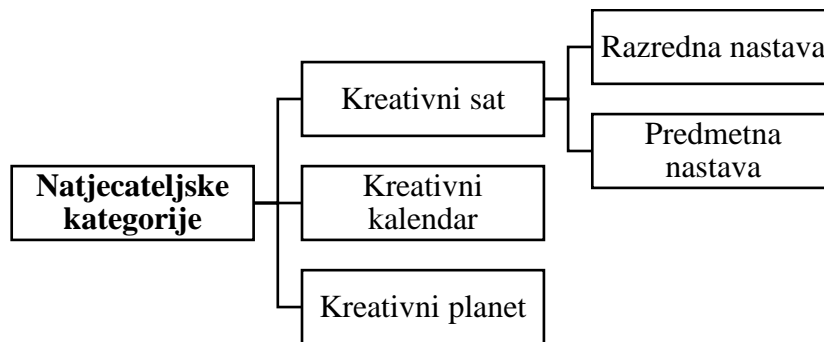 Razredna nastava
Kreativni sat
Predmetna
nastava
Natjecateljske
kategorije
Kreativni
kalendar
Kreativni planet